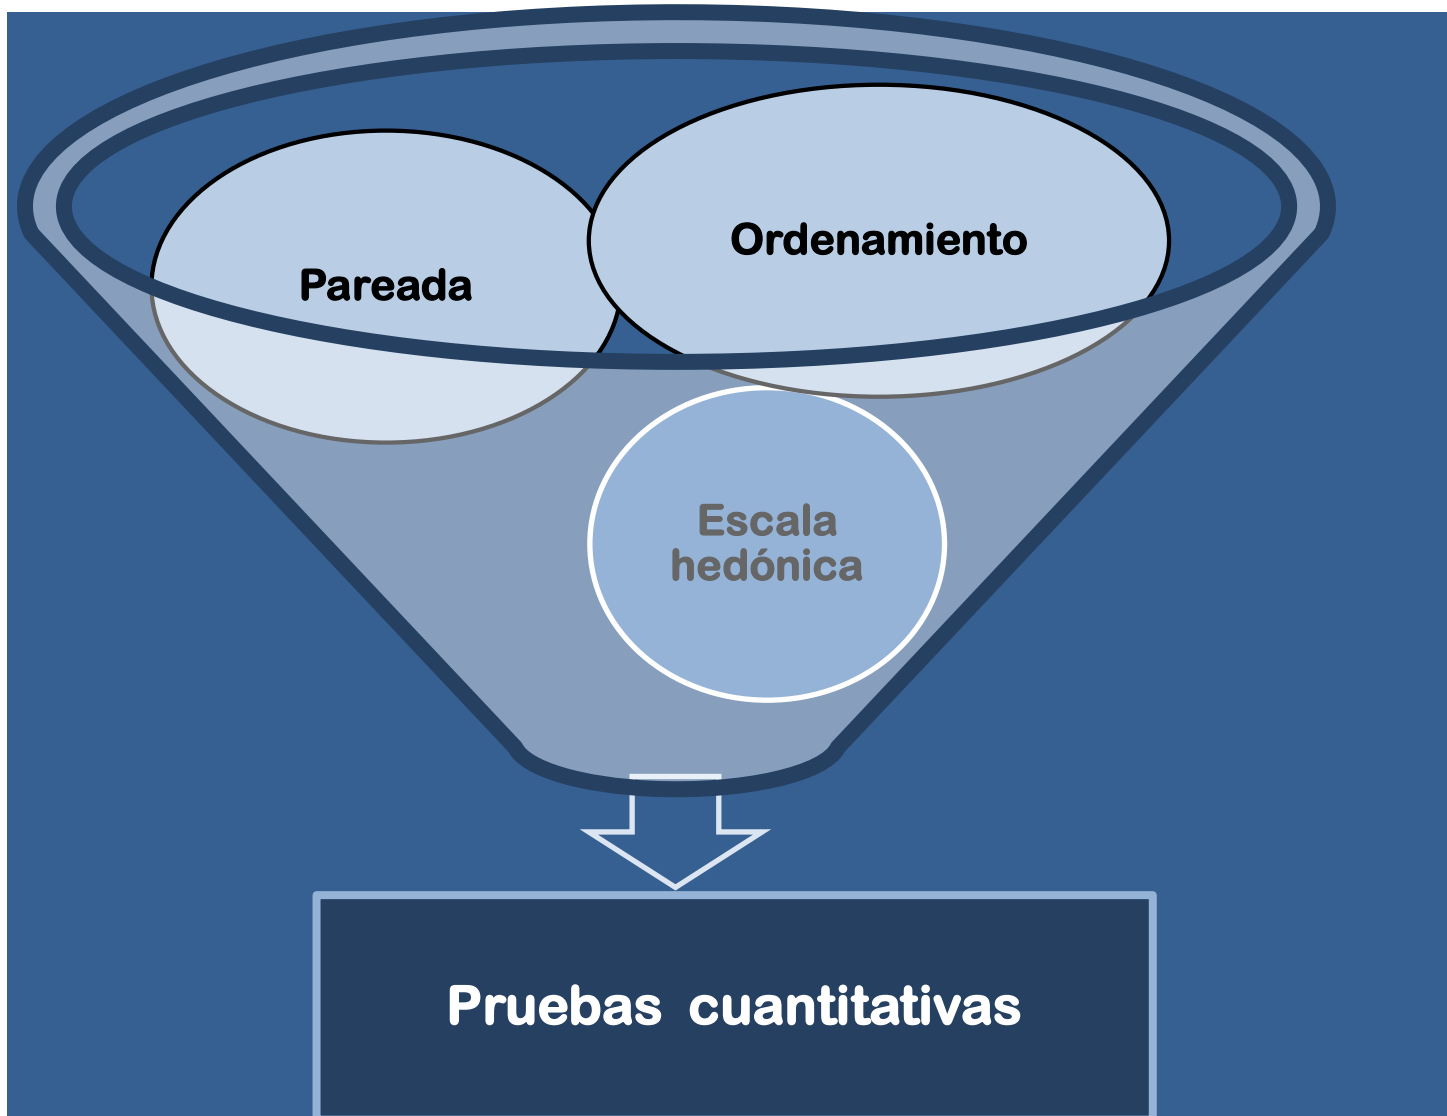 Ordenamiento
Pareada
Escala
hedónica
Pruebas cuantitativas